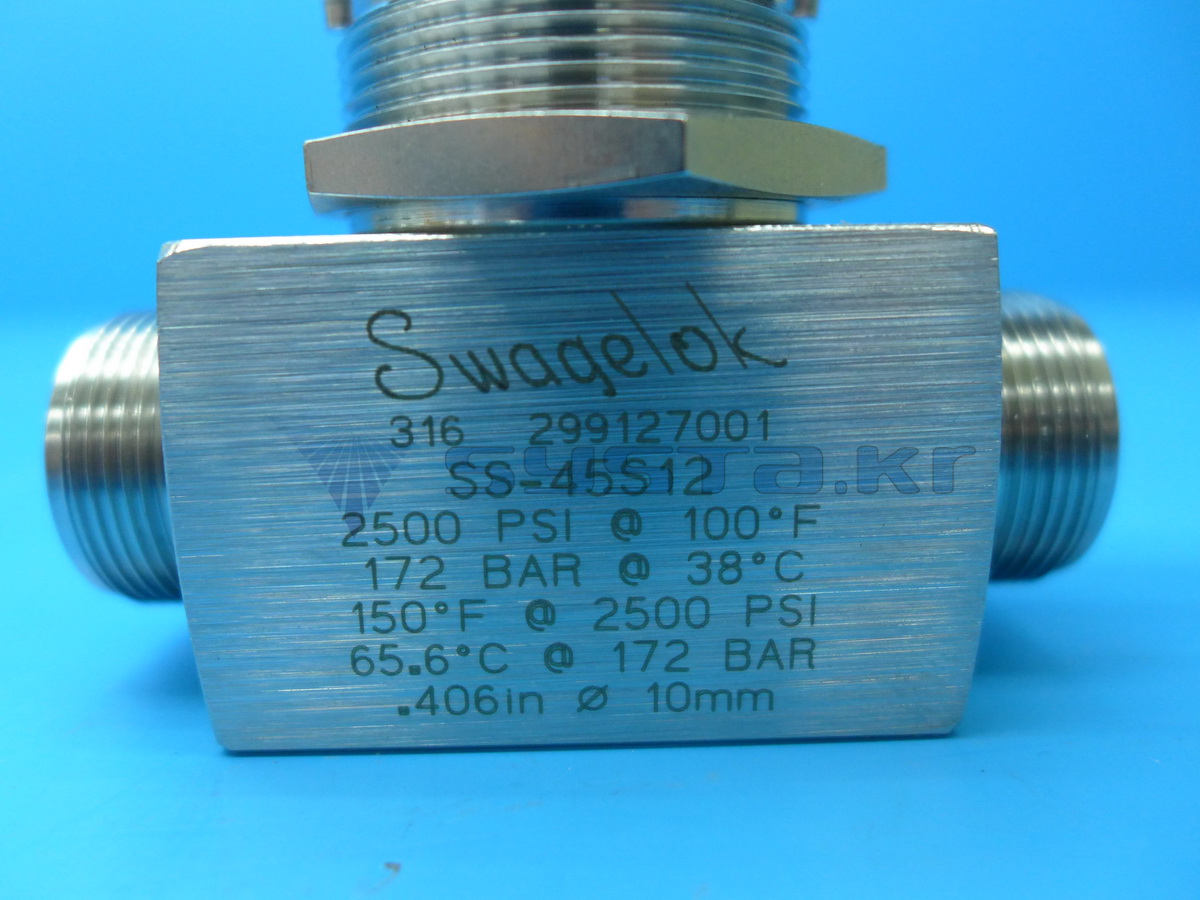 Swagelok
316 299127001
systa.kr
SS-45S12
2500 PSI @ 100°F
172 BAR @ 38°C
150°F @ 2500 PSI
65.6°C @ 172 BAR
.406in ⌀ 10mm